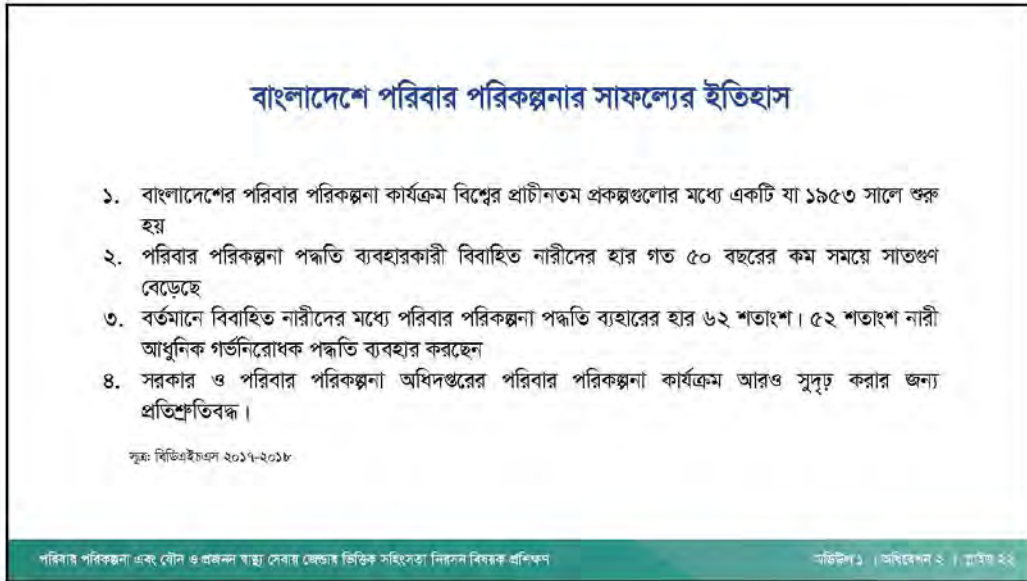 বাংলাদেশে পরিবার পরিকল্পনার সাফল্যের ইতিহাস
১. বাংলাদেশের পরিবার পরিকল্পনা কার্যক্রম বিশ্বের প্রাচীনতম প্রকল্পগুলোর মধ্যে একটি যা ১৯৫৩ সালে শুরু
হয়
২. পরিবার পরিকল্পনা পদ্ধতি ব্যবহারকারী বিবাহিত নারীদের হার গত ৫০ বছরের কম সময়ে সাতগুণ
বেড়েছে
৩. বর্তমানে বিবাহিত নারীদের মধ্যে পরিবার পরিকল্পনা পদ্ধতি ব্যহারের হার ৬২ শতাংশ। ৫২ শতাংশ নারী
আধুনিক গর্ভনিরোধক পদ্ধতি ব্যবহার করছেন
৪. সরকার ও পরিবার পরিকল্পনা অধিদপ্তরের পরিবার পরিকল্পনা কার্যক্রম আরও সুদৃঢ় করার জন্য
প্রতিশ্রুতিবদ্ধ।
সূত্র: বিডিএইচএস ২০১৭-২০১৮
পরিবার পরিকল্পনা এবং যৌন ও প্রজনন স্বাস্থ্য সেবায় জেন্ডার ভিত্তিক সহিংসতা নিরসন বিষয়ক প্রশিক্ষণ
মডিউল ১ । অধিবেশন ২ । স্লাইড ২২